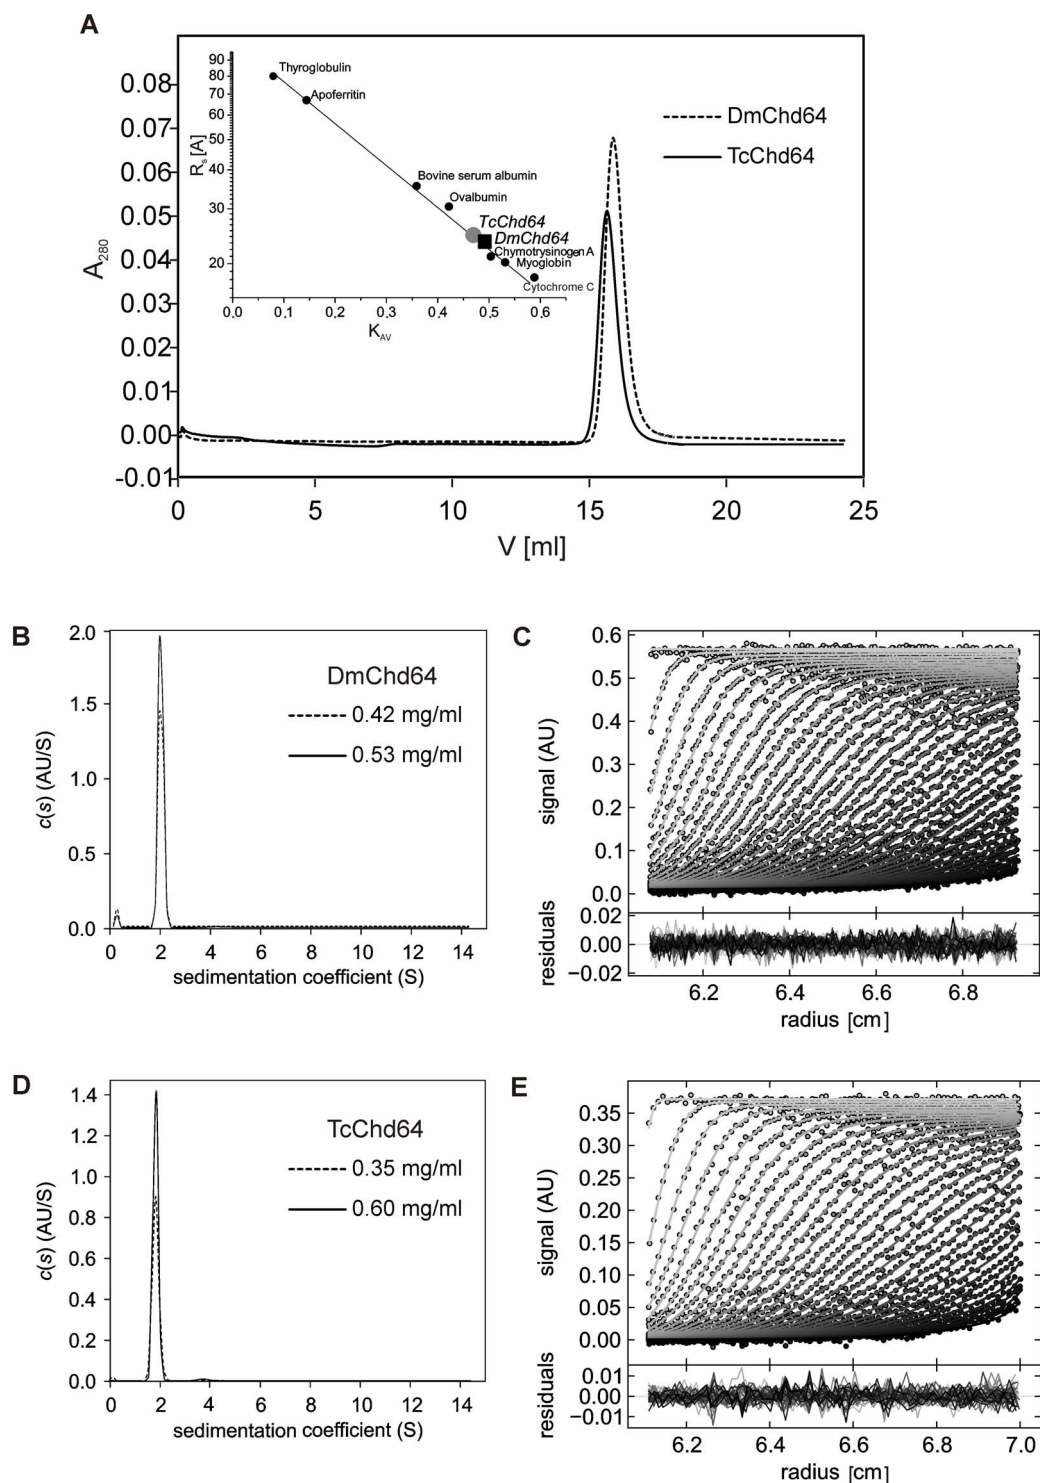 A
90
80
70
60
50
40
30
20
Rs [A]
Thyroglobulin
Apoferritin
Bovine serum albumin
Ovalbumin
TcChd64
DmChd64
Chymotrysinogen A
Myoglobin
Cytochrome C
0,0 0,1 0,2 0,3 0,4 0,5 0,6
KAV
DmChd64
TcChd64
0.08
0.07
0.06
0.05
0.04
0.03
0.02
0.01
0.00
-0.01
A280
0 5 10 15 20 25
V [ml]
B
2.0
1.5
1.0
0.5
0.0
c(s) (AU/S)
DmChd64
0.42 mg/ml
0.53 mg/ml
0 2 4 6 8 10 12 14
sedimentation coefficient (S)
C
0.6
0.5
0.4
0.3
0.2
0.1
0.0
signal (AU)
0.02
0.00
−0.02
residuals
6.2 6.4 6.6 6.8
radius [cm]
D
1.4
1.2
1.0
0.8
0.6
0.4
0.2
0.0
c(s) (AU/S)
TcChd64
0.35 mg/ml
0.60 mg/ml
0 2 4 6 8 10 12 14
sedimentation coefficient (S)
E
0.35
0.30
0.25
0.20
0.15
0.10
0.05
0.00
signal (AU)
0.01
0.00
−0.01
residuals
6.2 6.4 6.6 6.8 7.0
radius [cm]